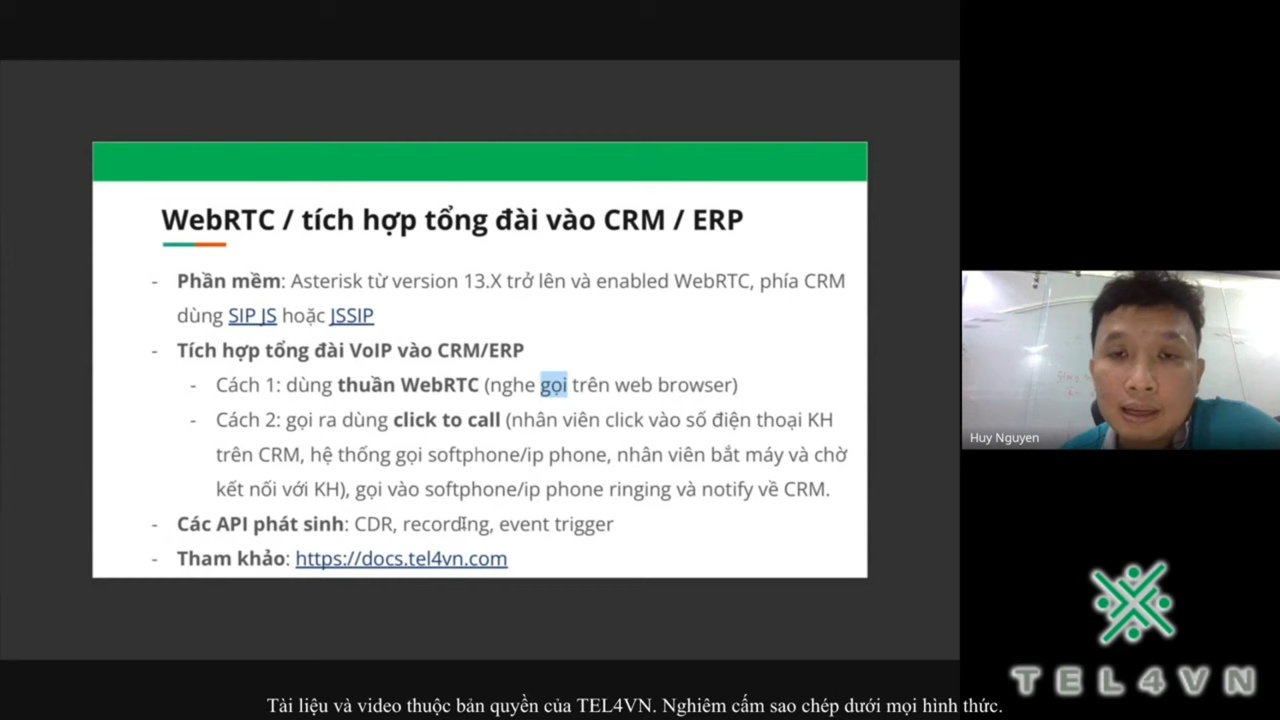 WebRTC / tích hợp tổng đài vào CRM / ERP
- Phần mềm: Asterisk từ version 13.X trở lên và enabled WebRTC, phía CRM
dùng SIP JS hoặc JSSIP
- Tích hợp tổng đài VoIP vào CRM/ERP
- Cách 1: dùng thuần WebRTC (nghe gọi trên web browser)
- Cách 2: gọi ra dùng click to call (nhân viên click vào số điện thoại KH
trên CRM, hệ thống gọi softphone/ip phone, nhân viên bắt máy và chờ
kết nối với KH), gọi vào softphone/ip phone ringing và notify về CRM.
- Các API phát sinh: CDR, recording, event trigger
- Tham khảo: https://docs.tel4vn.com
Huy Nguyen
TEL4VN
Tài liệu và video thuộc bản quyền của TEL4VN. Nghiêm cấm sao chép dưới mọi hình thức.